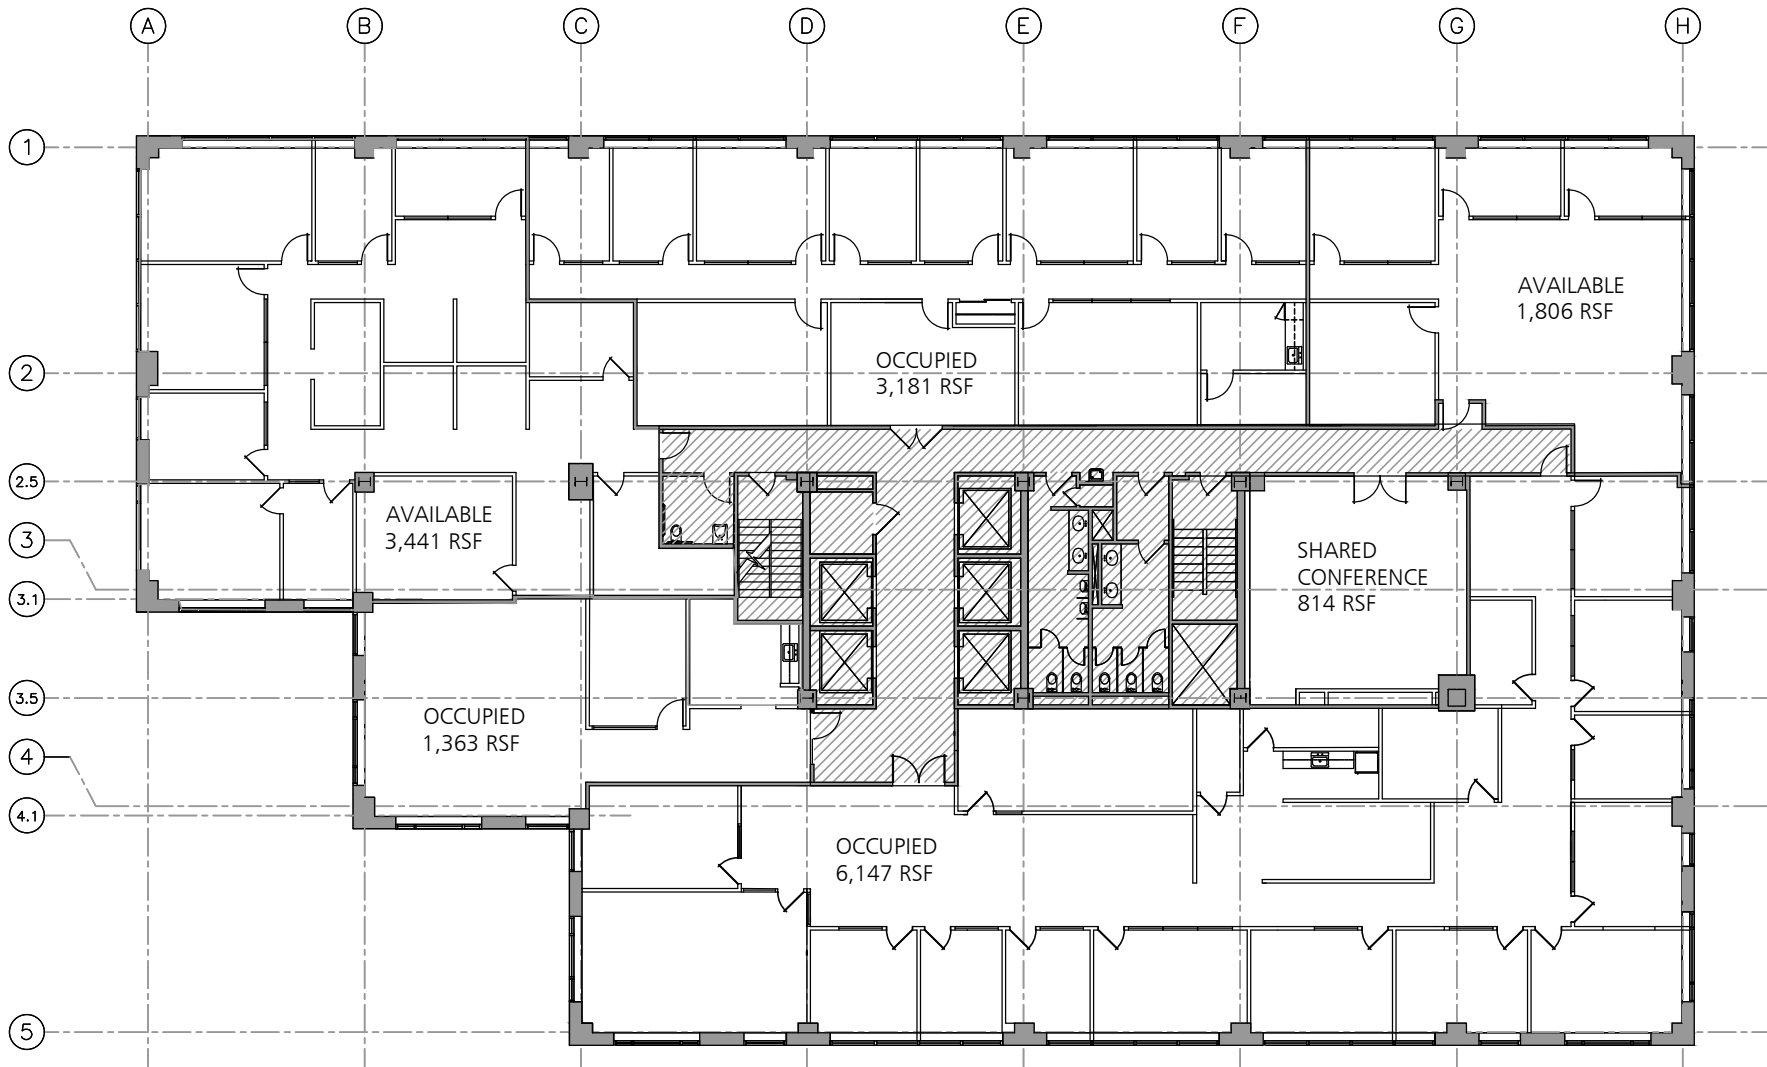 A
B
C
D
E
F
G
H
1
AVAILABLE
1,806 RSF
2
OCCUPIED
3,181 RSF
2.5
AVAILABLE
3,441 RSF
3
SHARED
CONFERENCE
814 RSF
3.1
3.5
OCCUPIED
1,363 RSF
4
4.1
OCCUPIED
6,147 RSF
5